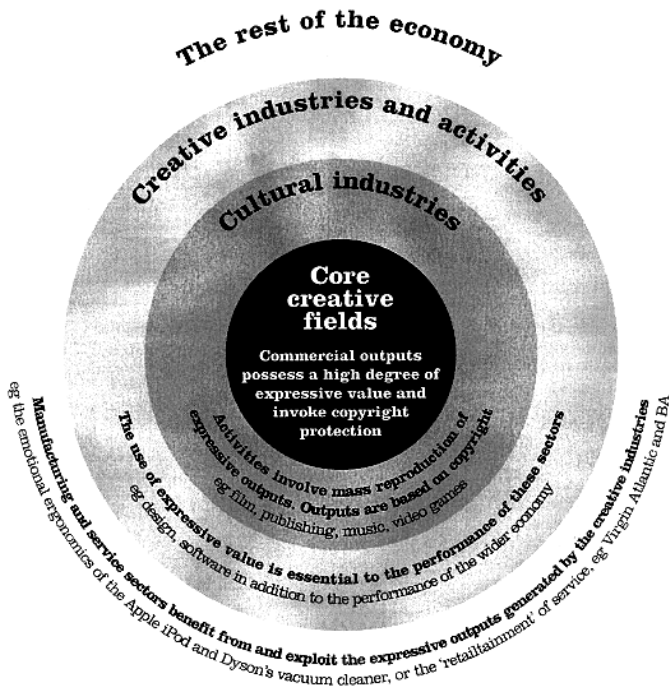 The rest of the economy
Creative industries and activities
Cultural industries
Core
creative
fields
Commercial outputs
possess a high degree of
expressive value and
invoke copyright
protection
Activities involve mass reproduction of
expressive outputs. Outputs are based on copyright
eg film, publishing, music, video games
The use of expressive value is essential to the performance of these sectors
eg design, software in addition to the performance of the wider economy
Manufacturing and service sectors benefit from and exploit the expressive outputs generated by the creative industries
eg the emotional ergonomics of the Apple iPod and Dyson's vacuum cleaner, or the 'retailtainment' of service, eg Virgin Atlantic and BA